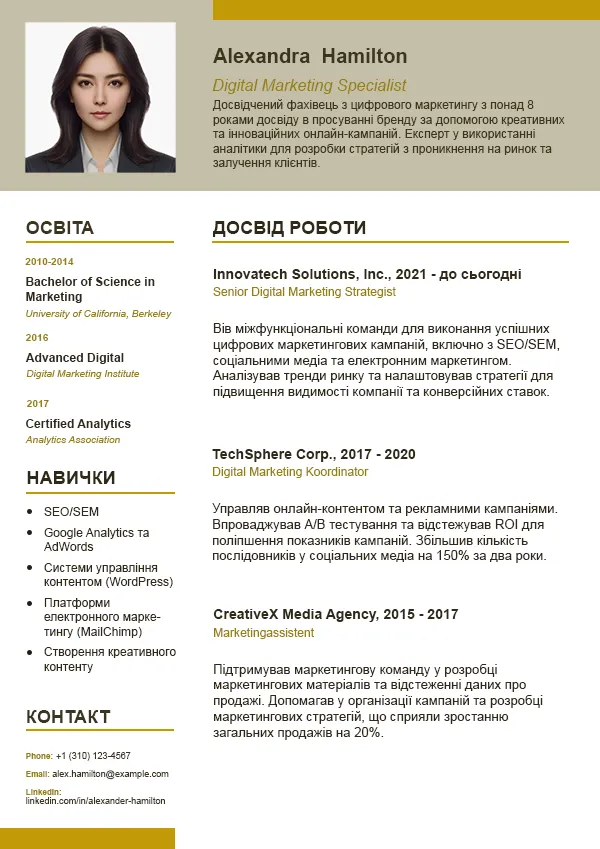 Alexandra Hamilton
Digital Marketing Specialist
Досвідчений фахівець з цифрового маркетингу з понад 8
роками досвіду в просуванні бренду за допомогою креативних
та інноваційних онлайн-кампаній. Експерт у використанні
аналітики для розробки стратегій з проникнення на ринок та
залучення клієнтів.
ОСВІТА
2010-2014
Bachelor of Science in
Marketing
University of California, Berkeley
2016
Advanced Digital
Digital Marketing Institute
2017
Certified Analytics
Analytics Association
НАВИЧКИ
• SEO/SEM
• Google Analytics та
AdWords
• Системи управління
контентом (WordPress)
• Платформи
електронного марке-
тингу (MailChimp)
• Створення креативного
контенту
КОНТАКТ
Phone: +1 (310) 123-4567
Email: alex.hamilton@example.com
LinkedIn:
linkedin.com/in/alexander-hamilton
ДОСВІД РОБОТИ
Innovatech Solutions, Inc., 2021 - до сьогодні
Senior Digital Marketing Strategist
Вів міжфункціональні команди для виконання успішних
цифрових маркетингових кампаній, включно з SEO/SEM,
соціальними медіа та електронним маркетингом.
Аналізував тренди ринку та налаштовував стратегії для
підвищення видимості компанії та конверсійних ставок.
TechSphere Corp., 2017 - 2020
Digital Marketing Koordinator
Управляв онлайн-контентом та рекламними кампаніями.
Впроваджував A/B тестування та відстежував ROI для
поліпшення показників кампаній. Збільшив кількість
послідовників у соціальних медіа на 150% за два роки.
CreativeX Media Agency, 2015 - 2017
Marketingassistent
Підтримував маркетингову команду у розробці
маркетингових матеріалів та відстеженні даних про
продажі. Допомагав у організації кампаній та розробці
маркетингових стратегій, що сприяли зростанню
загальних продажів на 20%.